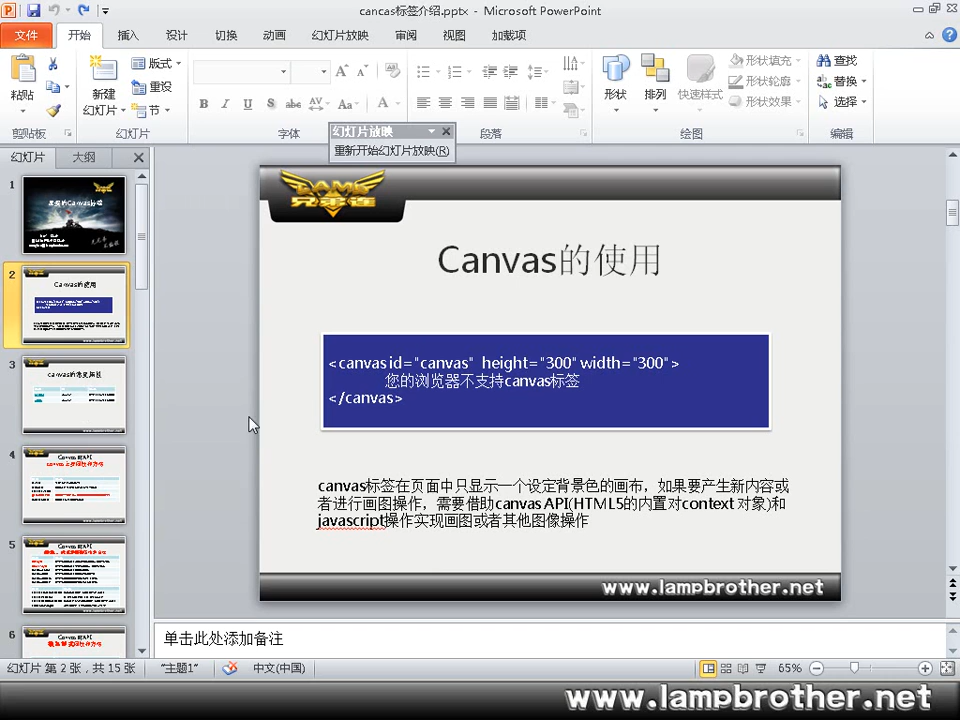 cancas标签介绍.pptx - Microsoft PowerPoint
文件 开始 插入 设计 切换 动画 幻灯片放映 审阅 视图 加载项
粘贴
新建
幻灯片
版式
重设
节
形状 排列 快速样式
形状填充
形状轮廓
形状效果
查找
替换
选择
剪贴板 幻灯片 字体 段落 绘图 编辑
幻灯片放映
重新开始幻灯片放映(R)
幻灯片 大纲
1
2
3
4
5
6
LAMP
兄弟连
Canvas的使用
<canvas id="canvas" height="300" width="300">
您的浏览器不支持canvas标签
</canvas>
canvas标签在页面中只显示一个设定背景色的画布，如果要产生新内容或
者进行画图操作，需要借助canvas API(HTML5的内置对context 对象)和
javascript操作实现画图或者其他图像操作
www.lampbrother.net
单击此处添加备注
幻灯片 第 2 张，共 15 张 "主题1" 中文(中国) 65%
www.lampbrother.net